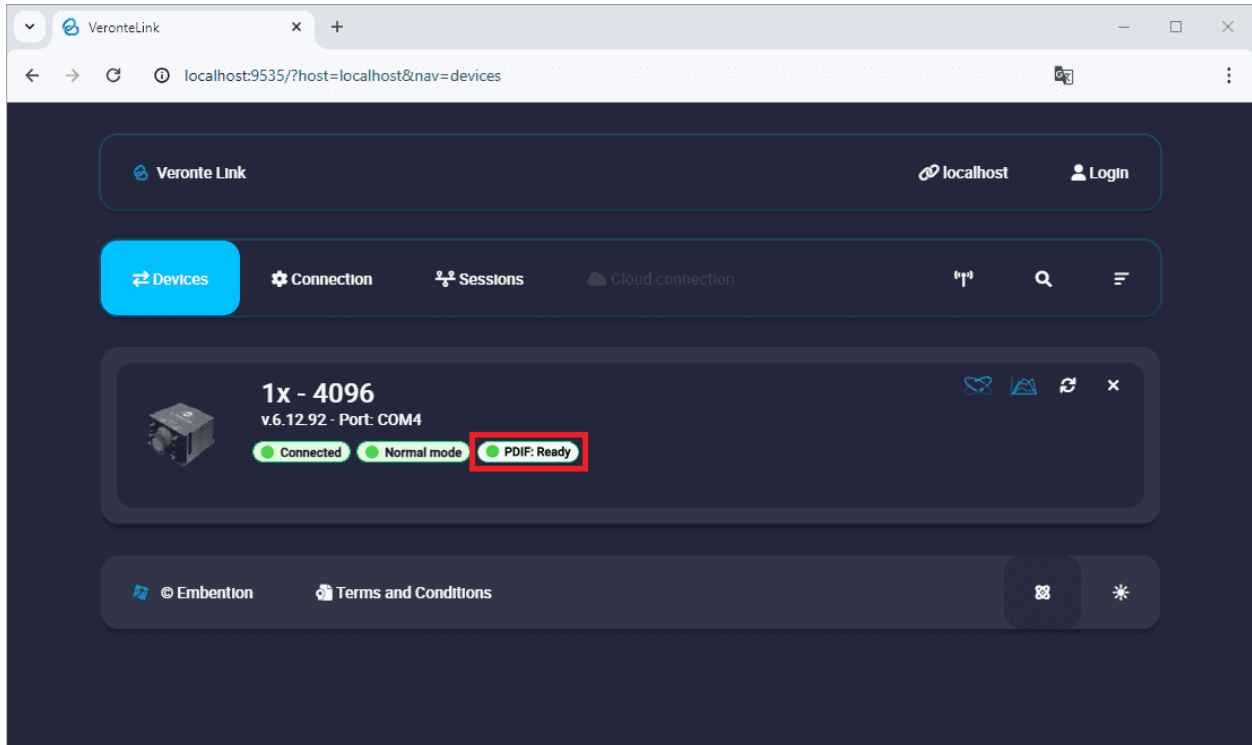 VeronteLink
localhost:9535/?host=localhost&nav=devices
Veronte Link
localhost
Login
Devices
Connection
Sessions
Cloud connection
1x - 4096
v.6.12.92 - Port: COM4
Connected
Normal mode
PDIF: Ready
© Embention
Terms and Conditions